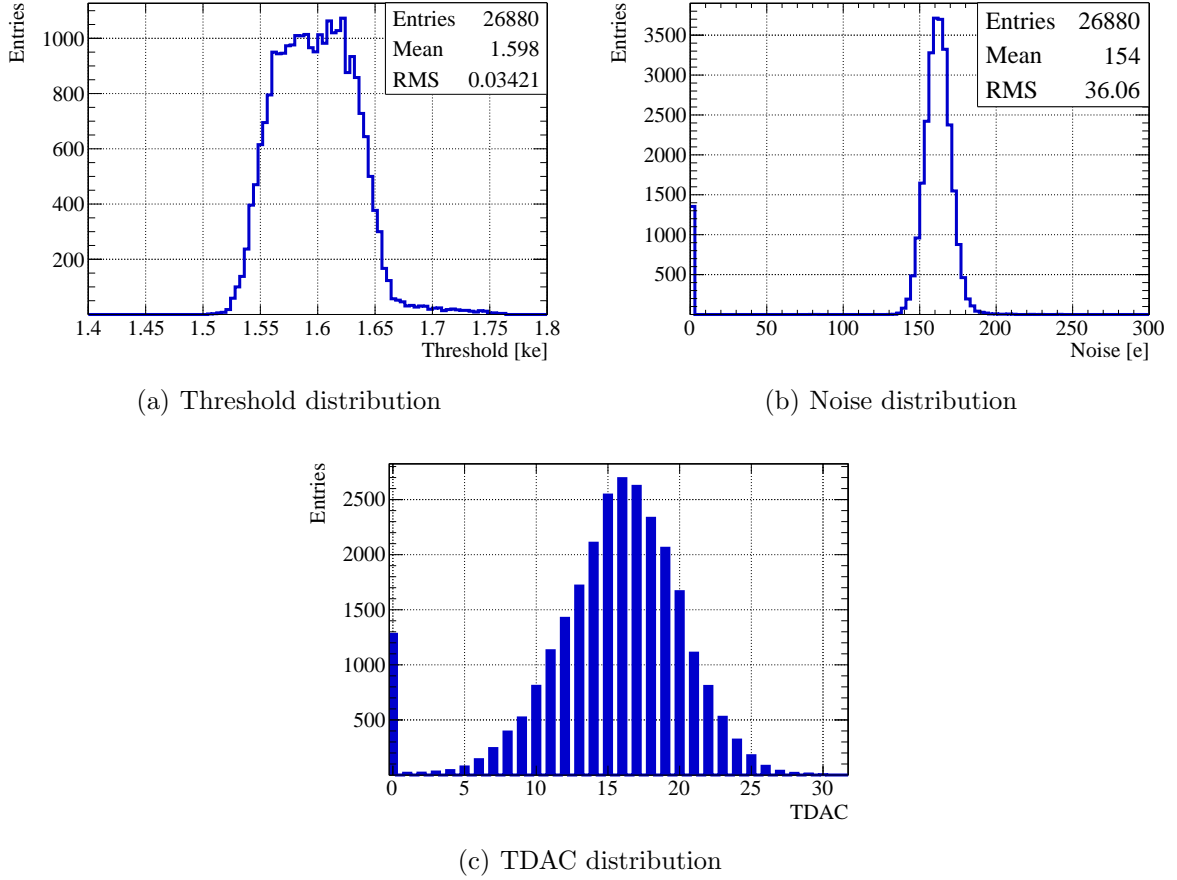 Entries
1000
800
600
400
200
Entries 26880
Mean 1.598
RMS 0.03421
1.4 1.45 1.5 1.55 1.6 1.65 1.7 1.75 1.8
Threshold [ke]
(a) Threshold distribution
Entries
3500
3000
2500
2000
1500
1000
500
Entries 26880
Mean 154
RMS 36.06
0 50 100 150 200 250 300
Noise [e]
(b) Noise distribution
Entries
2500
2000
1500
1000
500
0 5 10 15 20 25 30
TDAC
(c) TDAC distribution